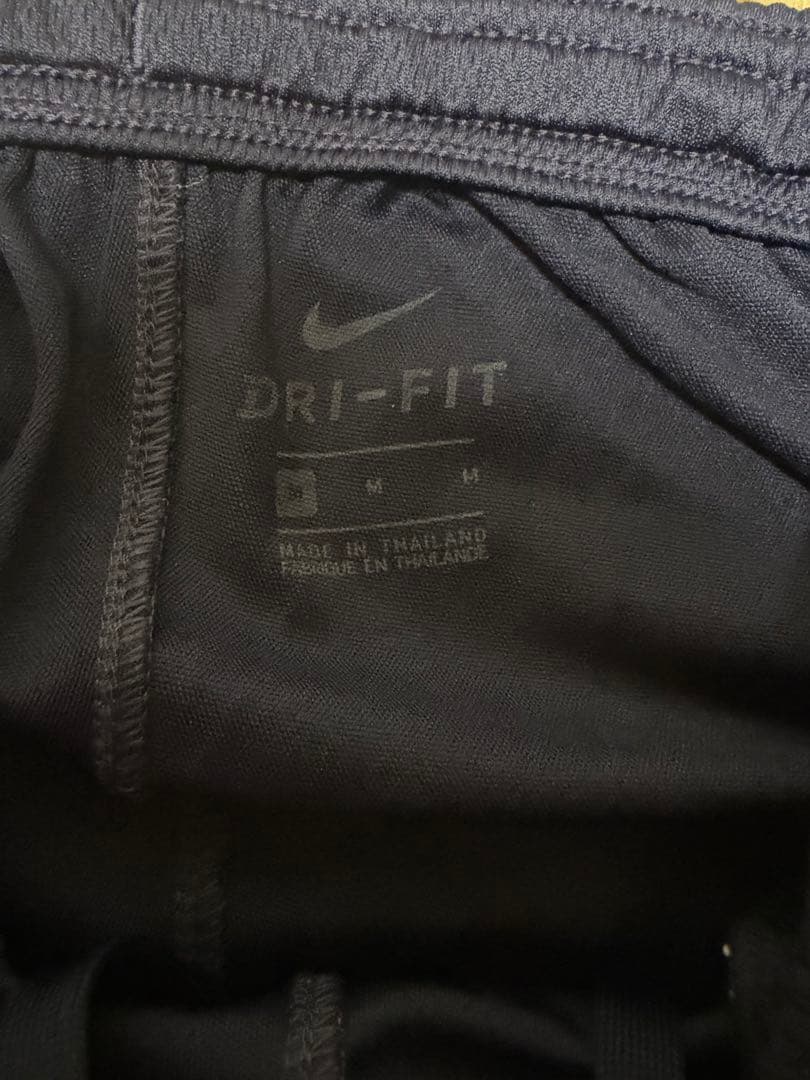 DRI-FIT
M M M
MADE IN THAILAND
FABRIQUE EN THAILANDE